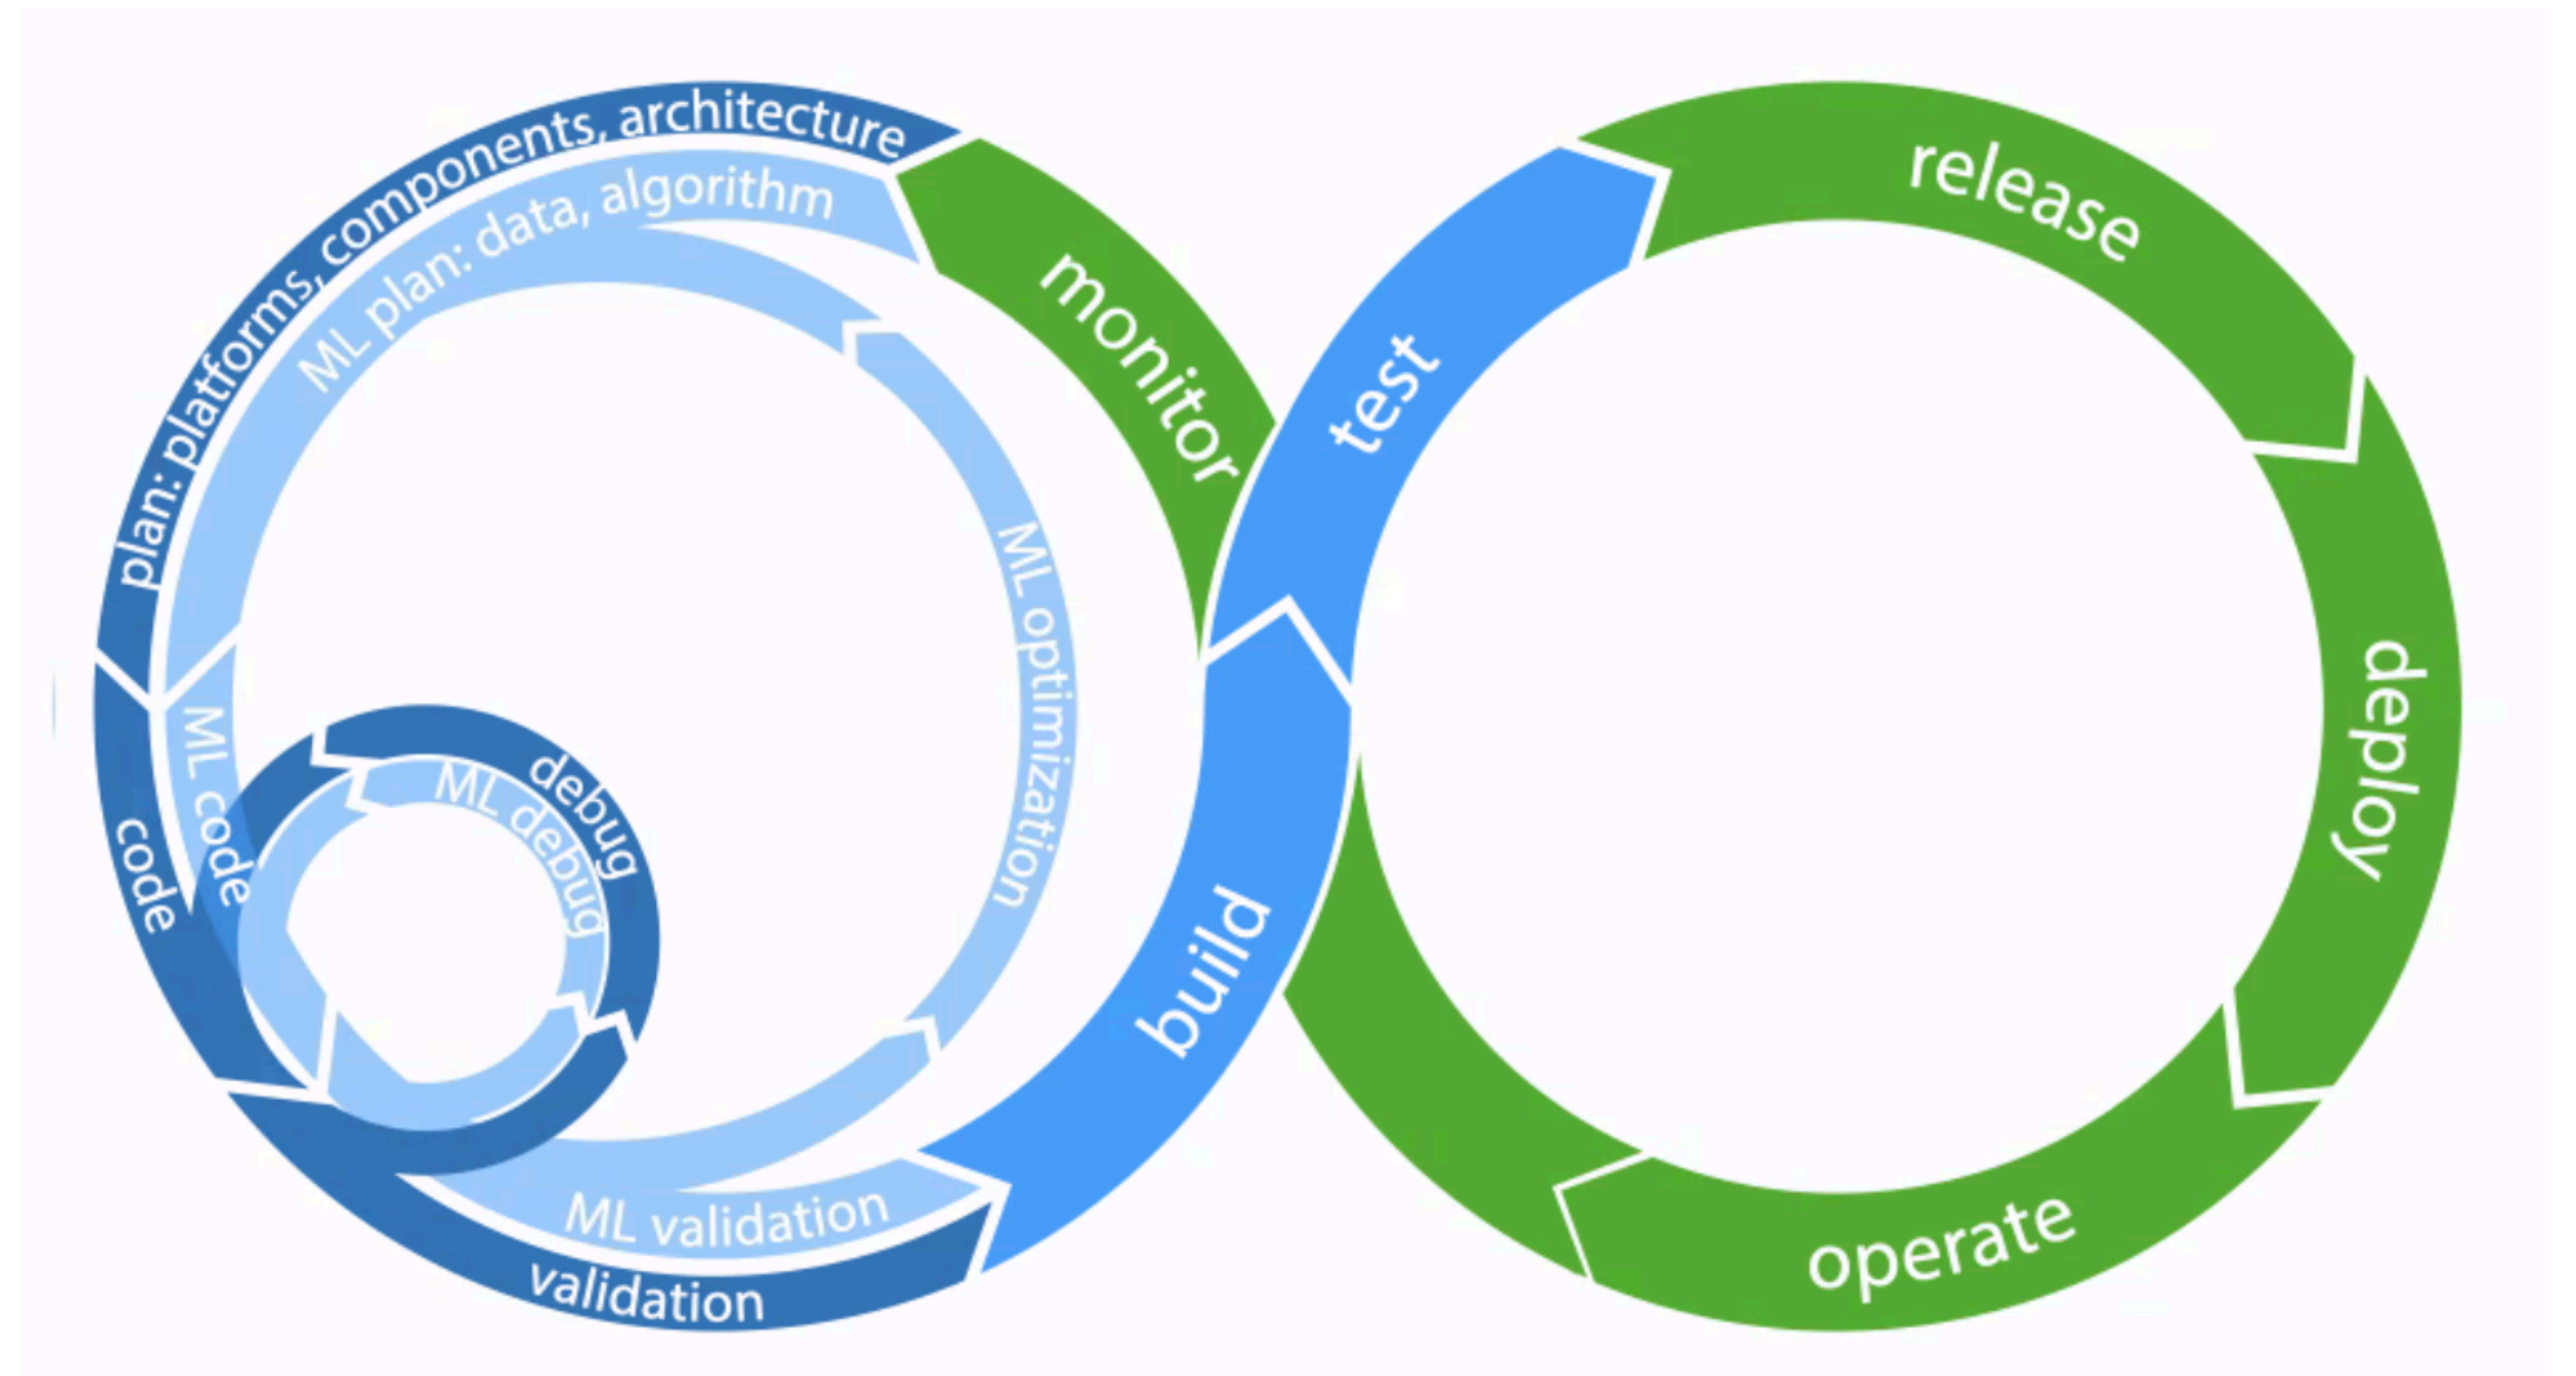 plan: platforms, components, architecture
ML plan: data, algorithm
monitor
test
release
ML optimization
deploy
code
ML code
debug
ML debug
build
ML validation
validation
operate